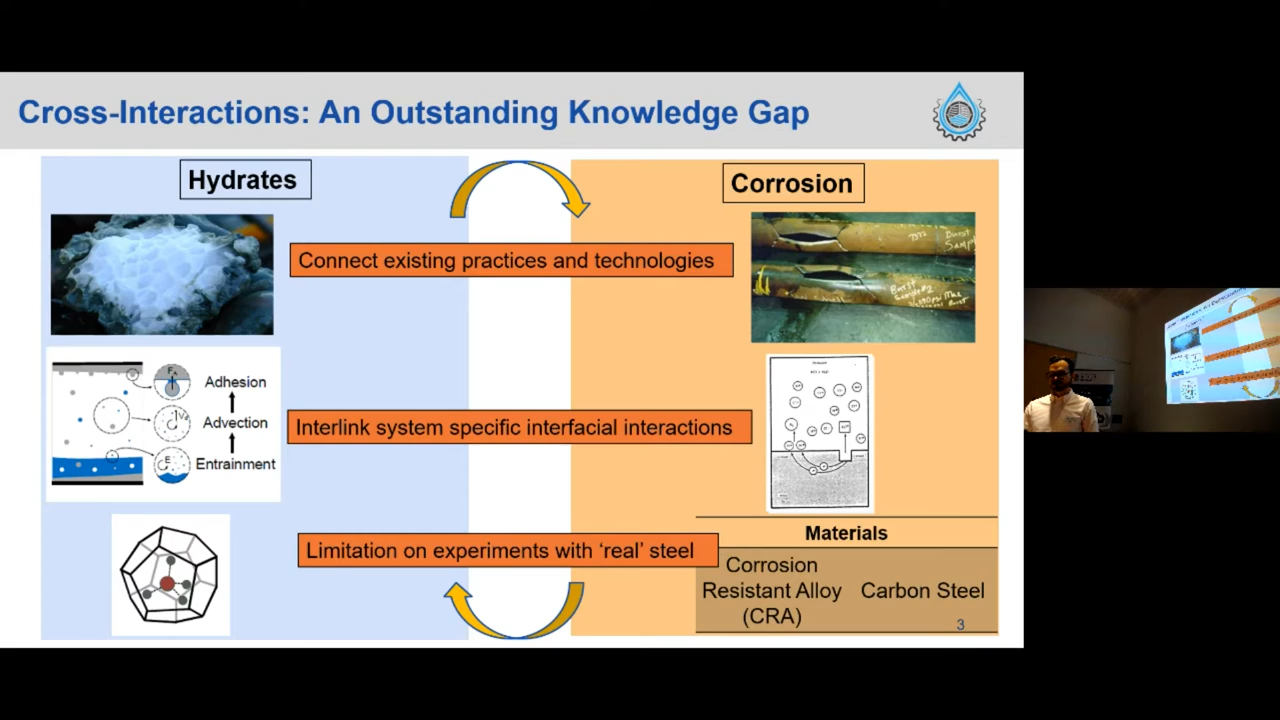 Cross-Interactions: An Outstanding Knowledge Gap
Hydrates
Corrosion
Connect existing practices and technologies
Burst
Adhesion
Advection
Entrainment
Interlink system specific interfacial interactions
Limitation on experiments with ‘real’ steel
Materials
Corrosion
Resistant Alloy
(CRA)
Carbon Steel
3